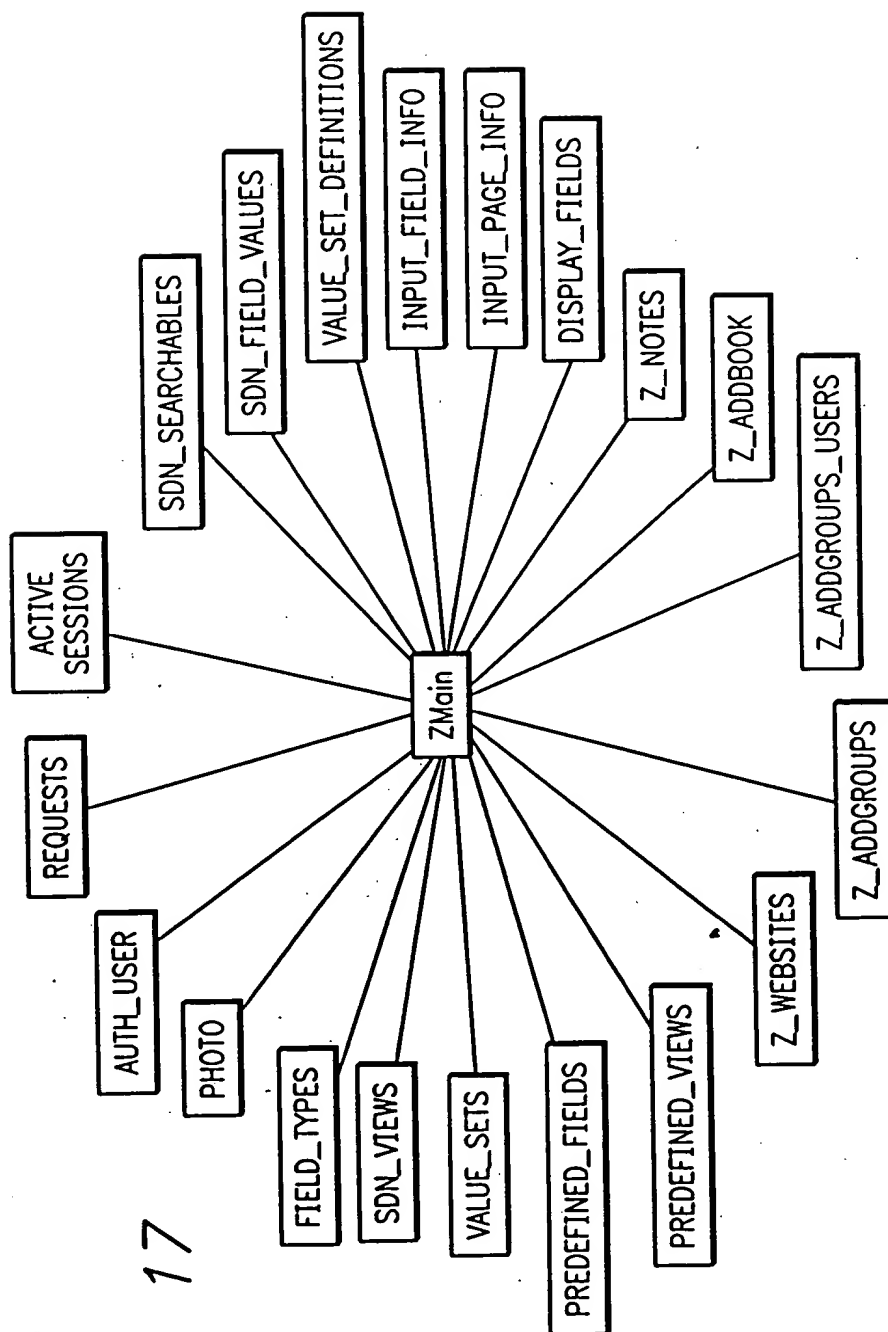 17
REQUESTS
ACTIVE
SESSIONS
AUTH_USER
SDN_SEARCHABLES
PHOTO
SDN_FIELD_VALUES
FIELD_TYPES
VALUE_SET_DEFINITIONS
SDN_VIEWS
INPUT_FIELD_INFO
ZMain
VALUE_SETS
INPUT_PAGE_INFO
PREDEFINED_FIELDS
DISPLAY_FIELDS
PREDEFINED_VIEWS
Z_NOTES
Z_WEBSITES
Z_ADDBOOK
Z_ADDGROUPS
Z_ADDGROUPS_USERS